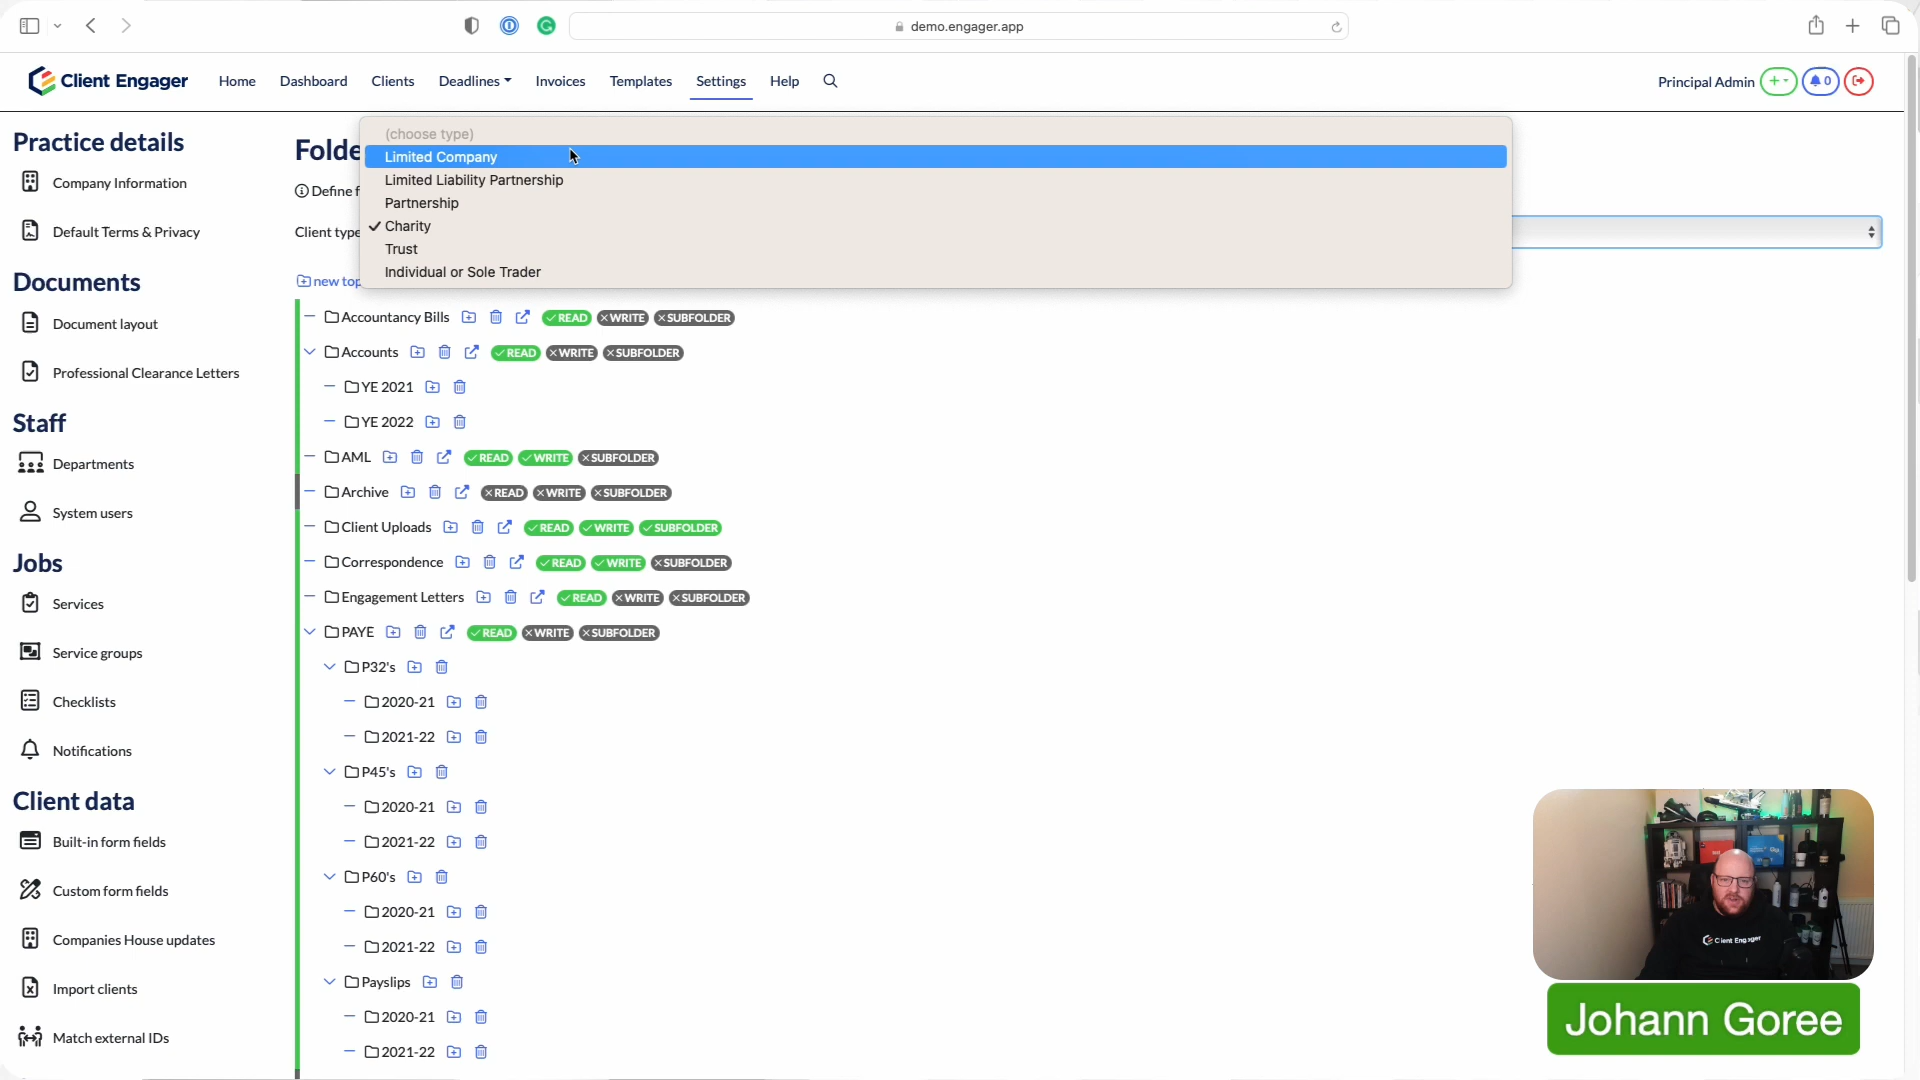 demo.engager.app
Client Engager
Home
Dashboard
Clients
Deadlines
Invoices
Templates
Settings
Help
Principal Admin
0
Practice details
Company Information
Default Terms & Privacy
Documents
Document layout
Professional Clearance Letters
Staff
Departments
System users
Jobs
Services
Service groups
Checklists
Notifications
Client data
Built-in form fields
Custom form fields
Companies House updates
Import clients
Match external IDs
Folde
Define f
Client type
new top
(choose type)
Limited Company
Limited Liability Partnership
Partnership
Charity
Trust
Individual or Sole Trader
Accountancy Bills READ WRITE SUBFOLDER
Accounts READ WRITE SUBFOLDER
YE 2021
YE 2022
AML READ WRITE SUBFOLDER
Archive READ WRITE SUBFOLDER
Client Uploads READ WRITE SUBFOLDER
Correspondence READ WRITE SUBFOLDER
Engagement Letters READ WRITE SUBFOLDER
PAYE READ WRITE SUBFOLDER
P32's
2020-21
2021-22
P45's
2020-21
2021-22
P60's
2020-21
2021-22
Payslips
2020-21
2021-22
Client Engager
Johann Goree